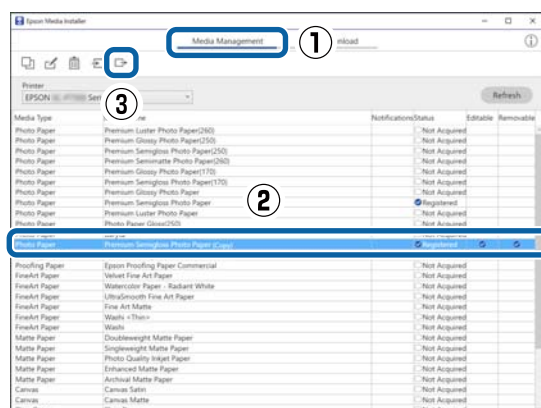 Epson Media Installer
Media Management
①
nload
③
Printer
EPSON Seri
Refresh
Media Type
Notifications Status Editable Removable
Photo Paper Premium Luster Photo Paper(260) Not Acquired
Photo Paper Premium Glossy Photo Paper(250) Not Acquired
Photo Paper Premium Semigloss Photo Paper(250) Not Acquired
Photo Paper Premium Semimatte Photo Paper(260) Not Acquired
Photo Paper Premium Glossy Photo Paper(170) Not Acquired
Photo Paper Premium Semigloss Photo Paper(170) Not Acquired
Photo Paper Premium Glossy Photo Paper Not Acquired
Photo Paper Premium Semigloss Photo Paper Registered
②
Photo Paper Premium Luster Photo Paper Not Acquired
Photo Paper Photo Paper Gloss(250) Not Acquired
Photo Paper Premium Semigloss Photo Paper (Copy) Registered
Proofing Paper Epson Proofing Paper Commercial Not Acquired
FineArt Paper Velvet Fine Art Paper Not Acquired
FineArt Paper Watercolor Paper - Radiant White Not Acquired
FineArt Paper UltraSmooth Fine Art Paper Not Acquired
FineArt Paper Fine Art Matte Not Acquired
FineArt Paper Washi <Thin> Not Acquired
FineArt Paper Washi Not Acquired
Matte Paper Doubleweight Matte Paper Not Acquired
Matte Paper Singleweight Matte Paper Not Acquired
Matte Paper Photo Quality Inkjet Paper Not Acquired
Matte Paper Enhanced Matte Paper Not Acquired
Matte Paper Archival Matte Paper Not Acquired
Canvas Canvas Satin Not Acquired
Canvas Canvas Matte Not Acquired